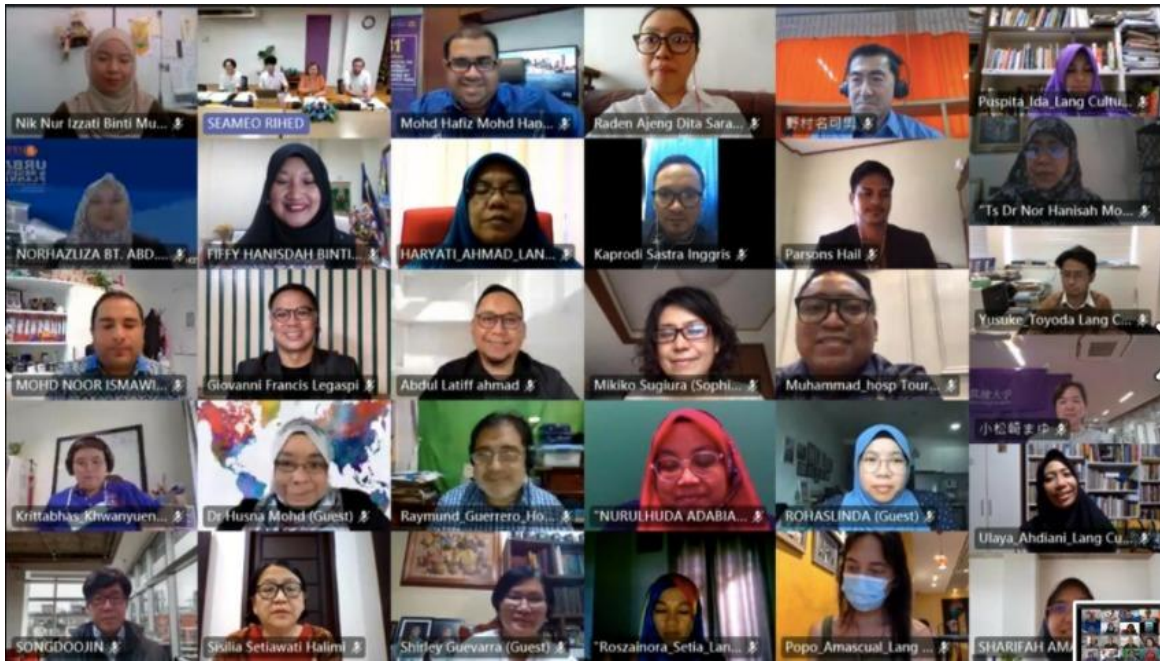 Nik Nur Izzati Binti Mu...
SEAMEO RIHED
Mohd Hafiz Mohd Han...
Raden Ajeng Dita Sara...
野村名可男
Puspita_Ida_Lang Cultu...
NORHAZLIZA BT. ABD....
FIFFY HANISDAH BINTI...
HARYATI_AHMAD_LAN...
Kaprodi Sastra Inggris
Parsons Hail
"Ts Dr Nor Hanisah Mo...
MOHD NOOR ISMAWI...
Giovanni Francis Legaspi
Abdul Latiff ahmad
Mikiko Sugiura (Sophi...
Muhammad_hosp Tour...
Yusuke_Toyoda Lang C...
小松崎まゆ
Krittabhas_Khwanyuen...
Dr Husna Mohd (Guest)
Raymund_Guerrero_Ho...
"NURULHUDA ADABIA...
ROHASLINDA (Guest)
Ulaya_Ahdiani_Lang Cu...
SONGDOOJIN
Sisilia Setiawati Halimi
Shirley Guevarra (Guest)
"Roszainora_Setia_Lan...
Popo_Amascual_Lang ...
SHARIFAH AMA